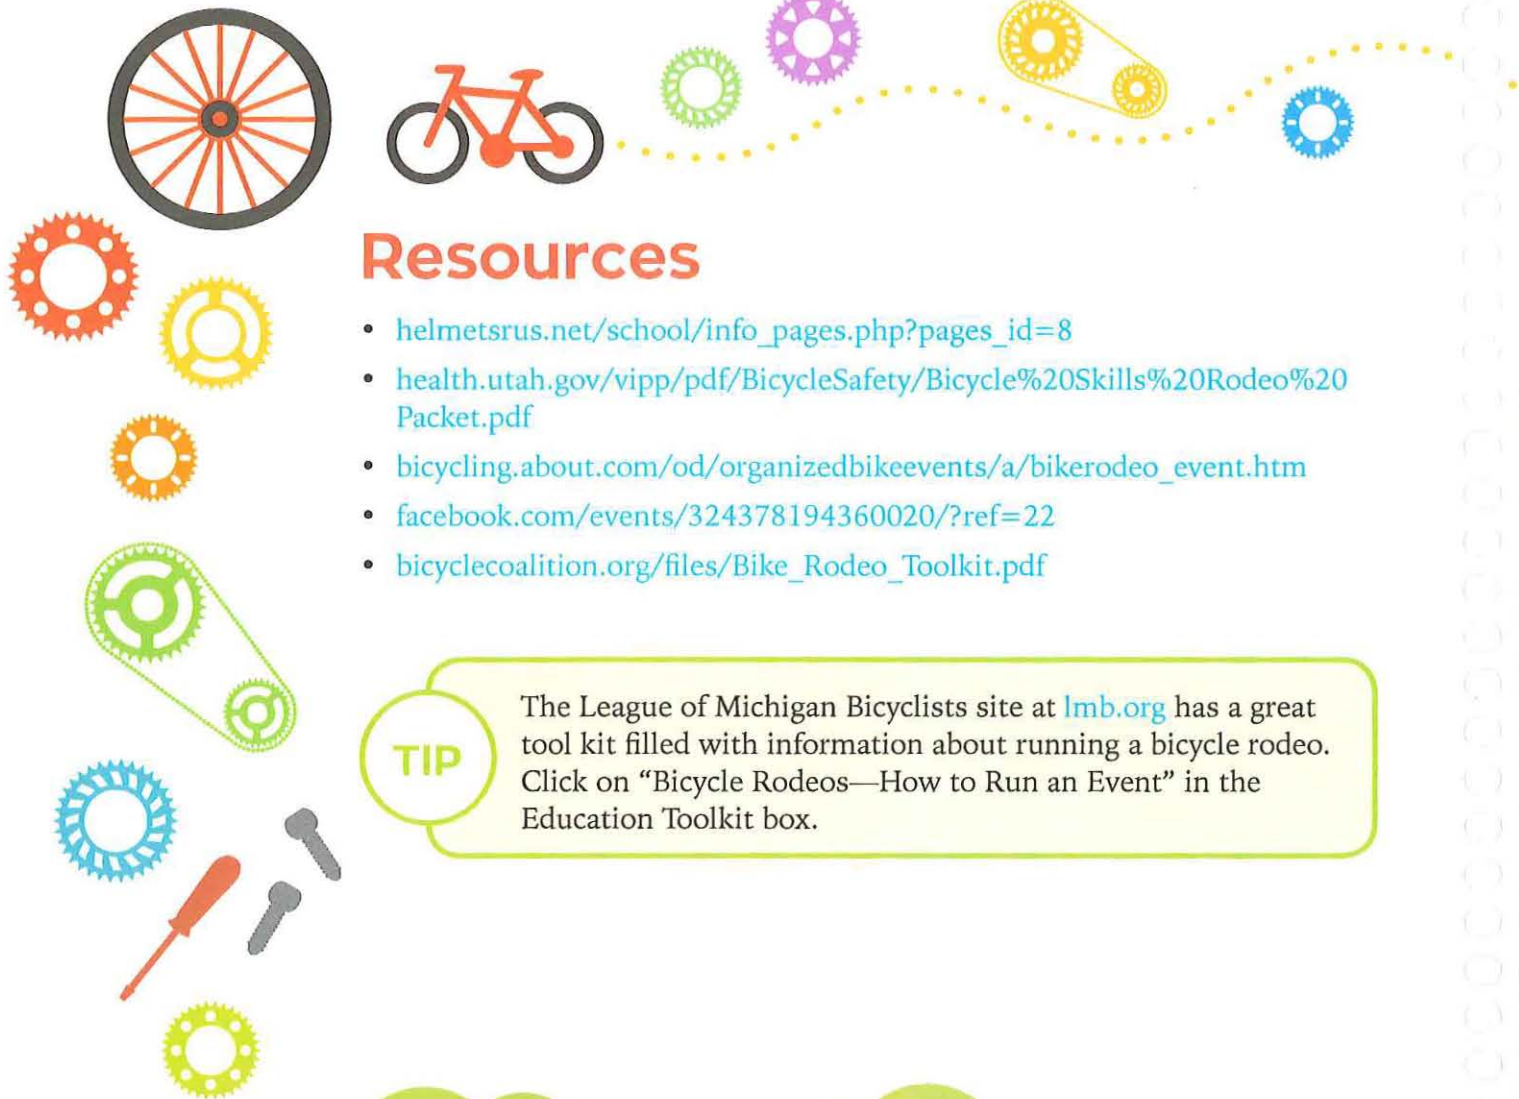 Resources
• helmetsrus.net/school/info_pages.php?pages_id=8
• health.utah.gov/vipp/pdf/BicycleSafety/Bicycle%20Skills%20Rodeo%20
Packet.pdf
• bicycling.about.com/od/organizedbikeevents/a/bikerodeo_event.htm
• facebook.com/events/324378194360020/?ref=22
• bicyclecoalition.org/files/Bike_Rodeo_Toolkit.pdf
TIP
The League of Michigan Bicyclists site at lmb.org has a great
tool kit filled with information about running a bicycle rodeo.
Click on “Bicycle Rodeos—How to Run an Event” in the
Education Toolkit box.